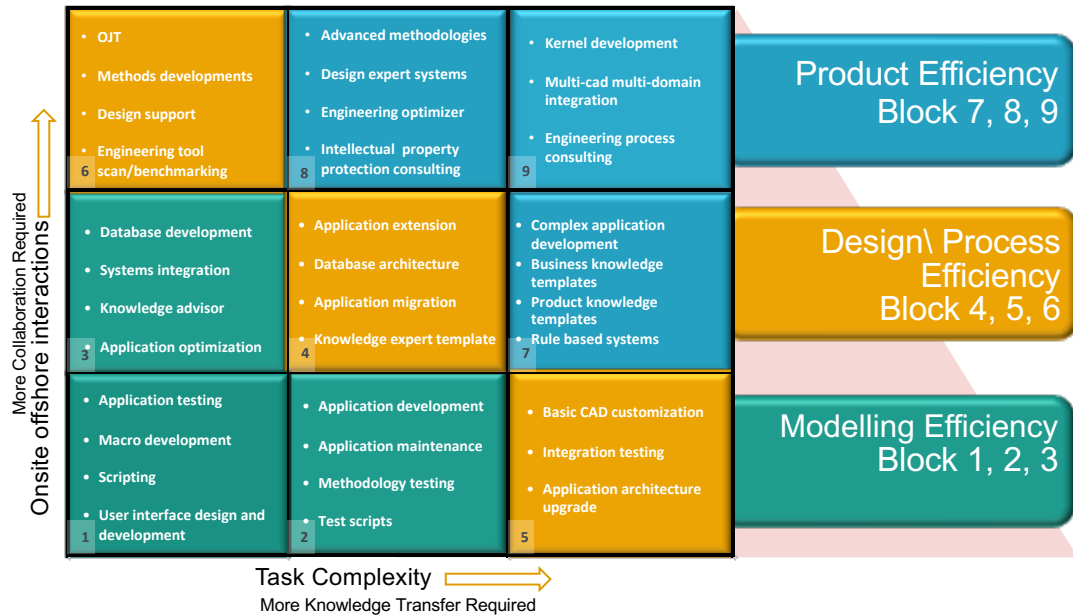 More Collaboration Required
Onsite offshore interactions
• OJT
• Methods developments
• Design support
• Engineering tool
scan/benchmarking
6
• Advanced methodologies
• Design expert systems
• Engineering optimizer
• Intellectual property
protection consulting
8
• Kernel development
• Multi-cad multi-domain
integration
• Engineering process
consulting
9
Product Efficiency
Block 7, 8, 9
• Database development
• Systems integration
• Knowledge advisor
• Application optimization
3
• Application extension
• Database architecture
• Application migration
• Knowledge expert template
4
• Complex application
development
• Business knowledge
templates
• Product knowledge
templates
• Rule based systems
7
Design\ Process
Efficiency
Block 4, 5, 6
• Application testing
• Macro development
• Scripting
• User interface design and
development
1
• Application development
• Application maintenance
• Methodology testing
• Test scripts
2
• Basic CAD customization
• Integration testing
• Application architecture
upgrade
5
Modelling Efficiency
Block 1, 2, 3
Task Complexity
More Knowledge Transfer Required